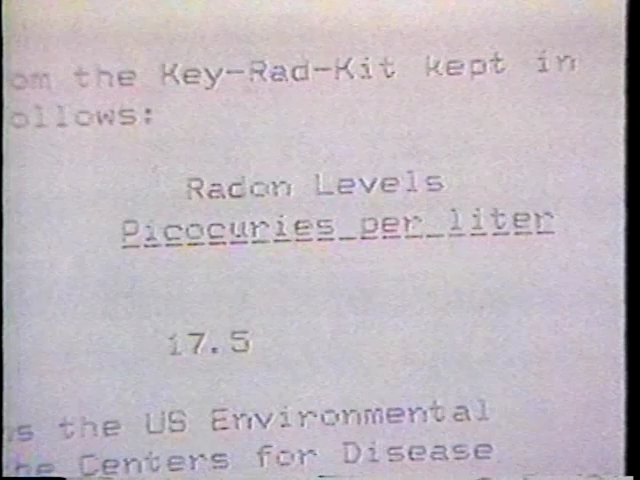 om the Key-Rad-Kit kept in
ollows:
Radon Levels
Picocuries per liter
17.5
s the US Environmental
he Centers for Disease